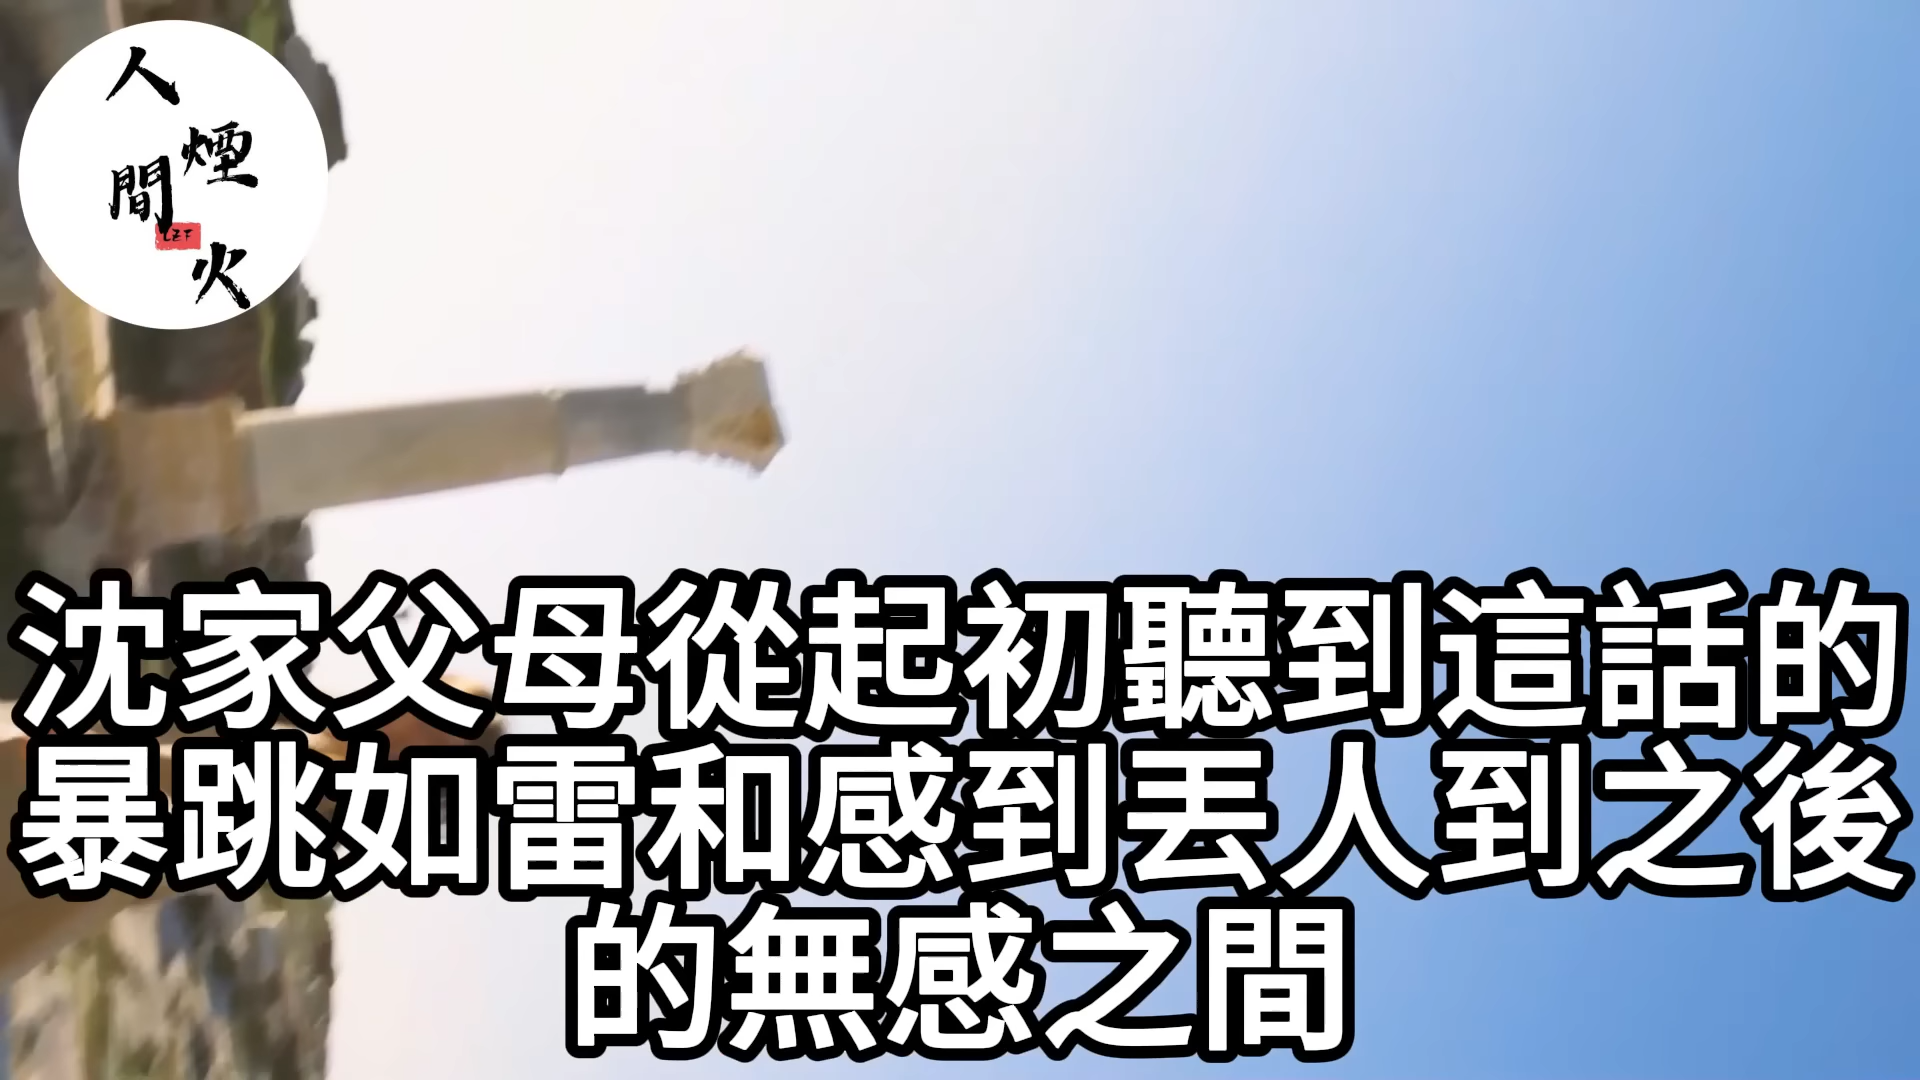 人間煙火
LZF
沈家父母從起初聽到這話的
暴跳如雷和感到丟人到之後
的無感之間